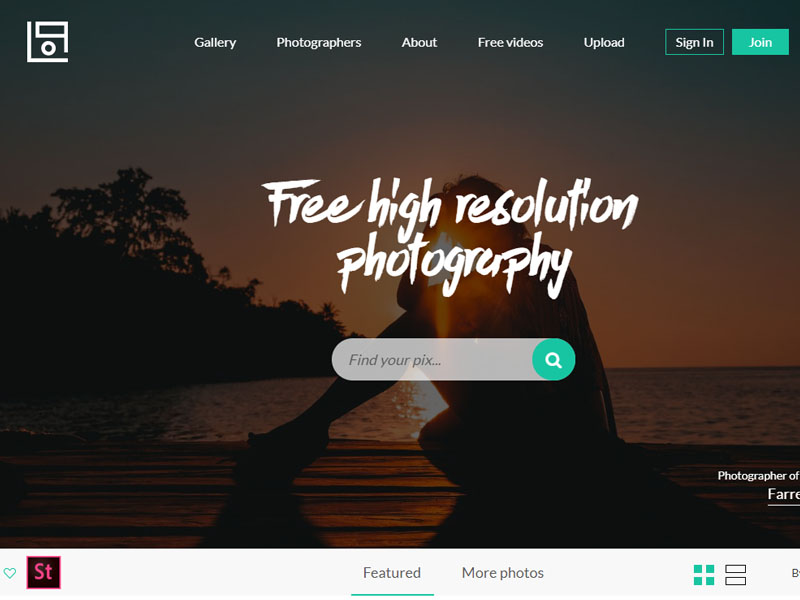 Gallery Photographers About Free videos Upload Sign In Join
Free high resolution
photography
Find your pix...
Photographer of
Farre
St Featured More photos B